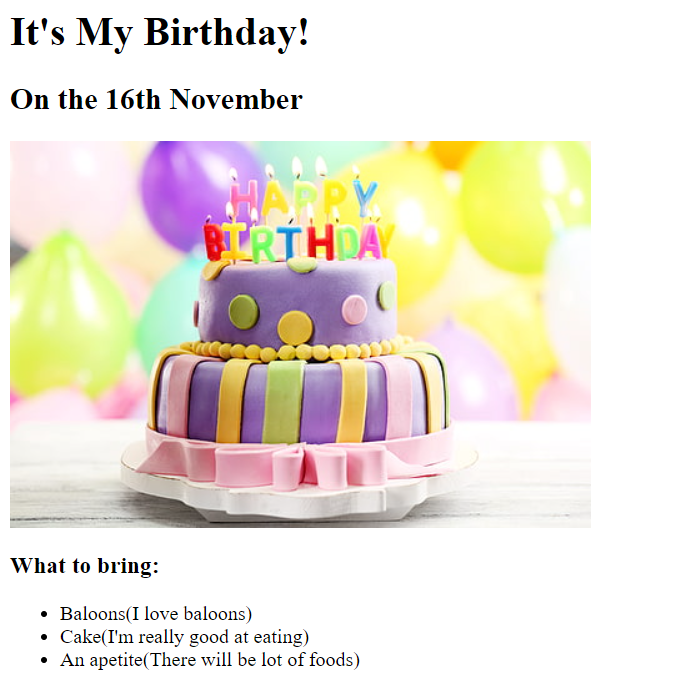 It's My Birthday!
On the 16th November
HAPPY
BIRTHDAY
What to bring:
Baloons(I love baloons)
Cake(I'm really good at eating)
An apetite(There will be lot of foods)